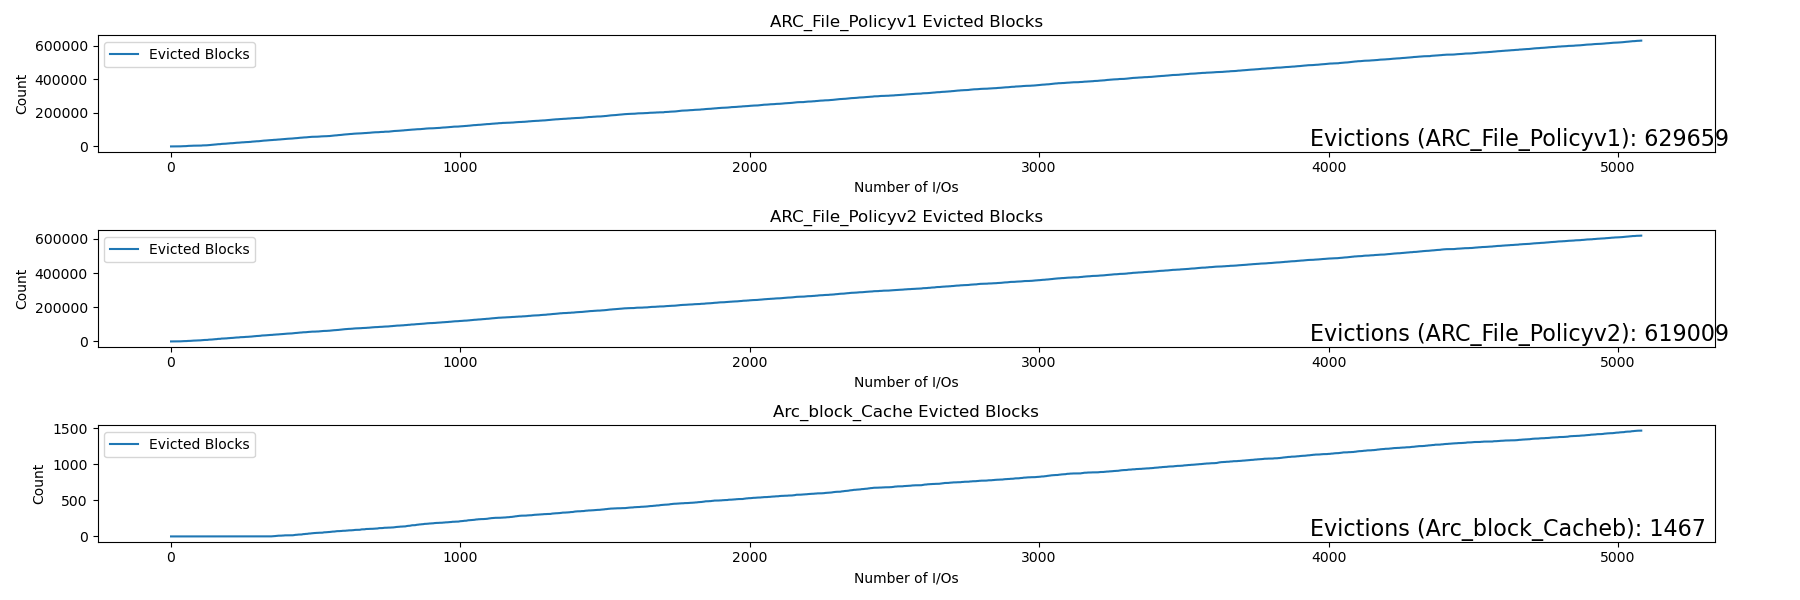 ARC_File_Policyv1 Evicted Blocks
600000
400000
200000
0
Count
Evicted Blocks
Evictions (ARC_File_Policyv1): 629659
0 1000 2000 3000 4000 5000
Number of I/Os
ARC_File_Policyv2 Evicted Blocks
600000
400000
200000
0
Count
Evicted Blocks
Evictions (ARC_File_Policyv2): 619009
0 1000 2000 3000 4000 5000
Number of I/Os
Arc_block_Cache Evicted Blocks
1500
1000
500
0
Count
Evicted Blocks
Evictions (Arc_block_Cacheb): 1467
0 1000 2000 3000 4000 5000
Number of I/Os